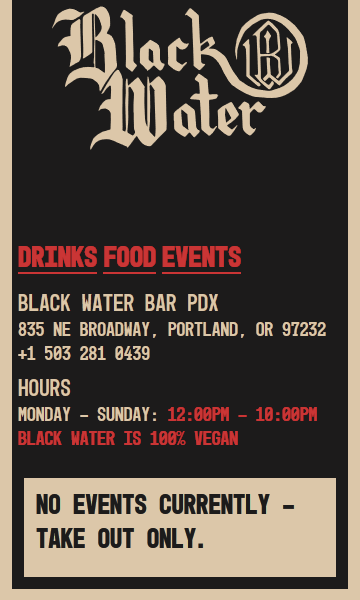 Black
Water
BW
DRINKS FOOD EVENTS
BLACK WATER BAR PDX
835 NE BROADWAY, PORTLAND, OR 97232
+1 503 281 0439
HOURS
MONDAY – SUNDAY: 12:00PM – 10:00PM
BLACK WATER IS 100% VEGAN
NO EVENTS CURRENTLY –
TAKE OUT ONLY.